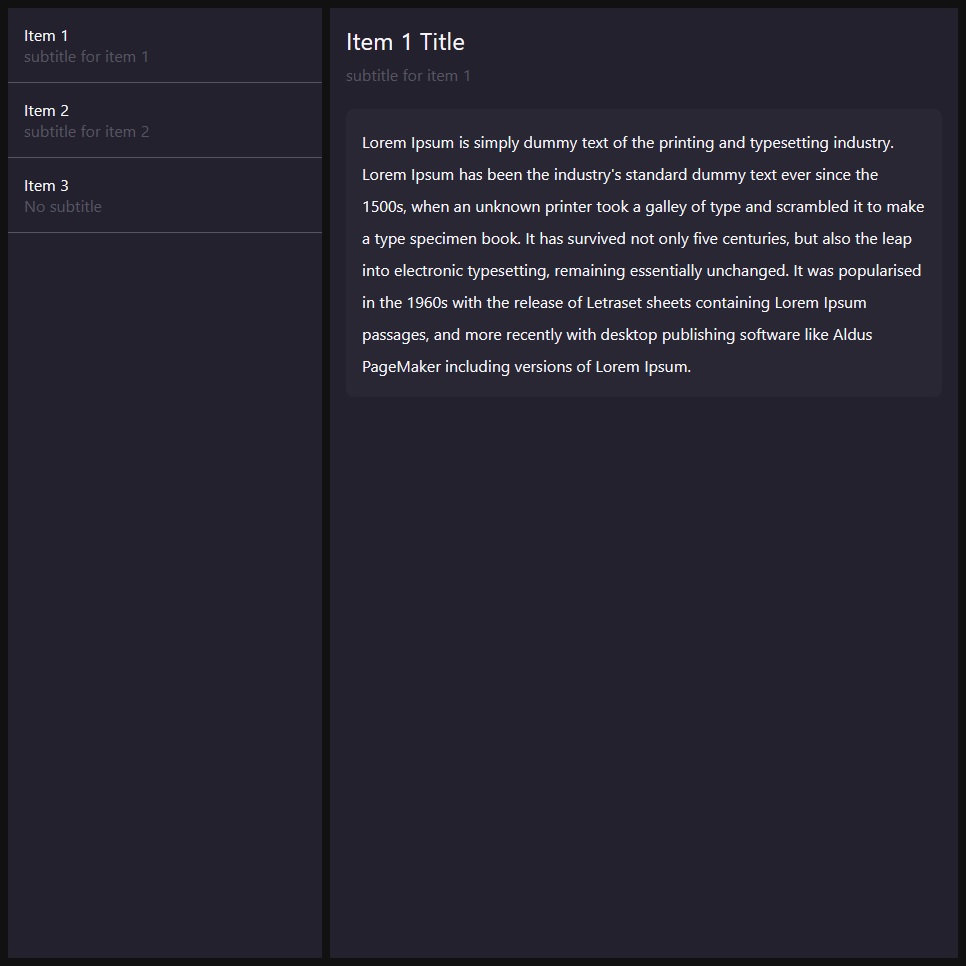 Item 1
subtitle for item 1
Item 2
subtitle for item 2
Item 3
No subtitle
Item 1 Title
subtitle for item 1
Lorem Ipsum is simply dummy text of the printing and typesetting industry.
Lorem Ipsum has been the industry's standard dummy text ever since the
1500s, when an unknown printer took a galley of type and scrambled it to make
a type specimen book. It has survived not only five centuries, but also the leap
into electronic typesetting, remaining essentially unchanged. It was popularised
in the 1960s with the release of Letraset sheets containing Lorem Ipsum
passages, and more recently with desktop publishing software like Aldus
PageMaker including versions of Lorem Ipsum.